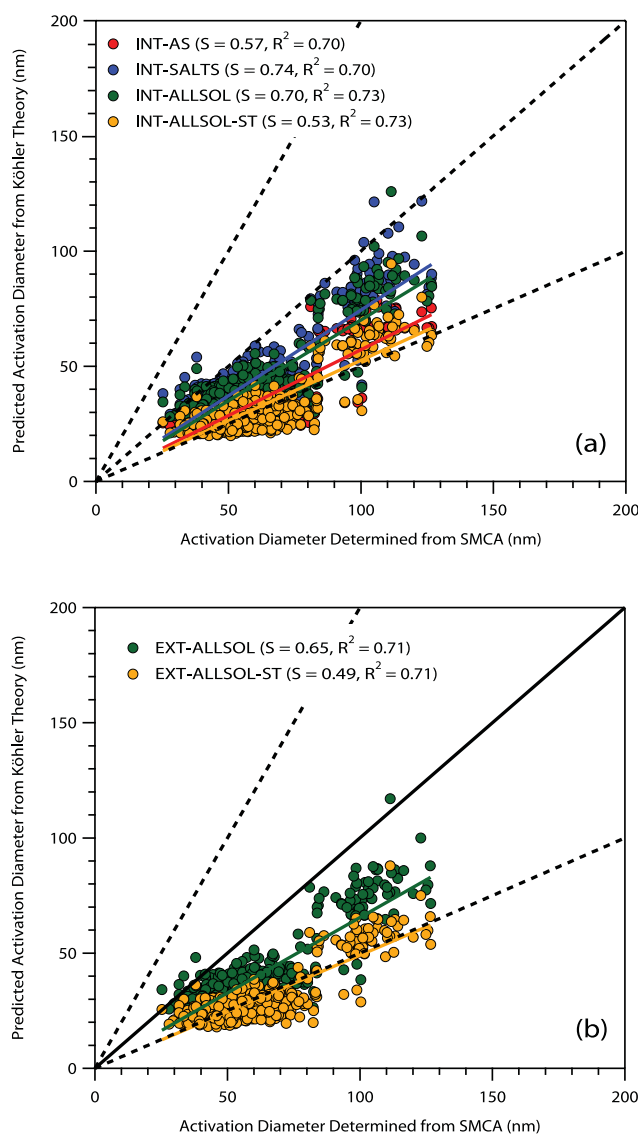 200
150
100
50
0
Predicted Activation Diameter from Köhler Theory (nm)
INT-AS (S = 0.57, R² = 0.70)
INT-SALTS (S = 0.74, R² = 0.70)
INT-ALLSOL (S = 0.70, R² = 0.73)
INT-ALLSOL-ST (S = 0.53, R² = 0.73)
(a)
0 50 100 150 200
Activation Diameter Determined from SMCA (nm)
200
150
100
50
0
Predicted Activation Diameter from Köhler Theory (nm)
EXT-ALLSOL (S = 0.65, R² = 0.71)
EXT-ALLSOL-ST (S = 0.49, R² = 0.71)
(b)
0 50 100 150 200
Activation Diameter Determined from SMCA (nm)